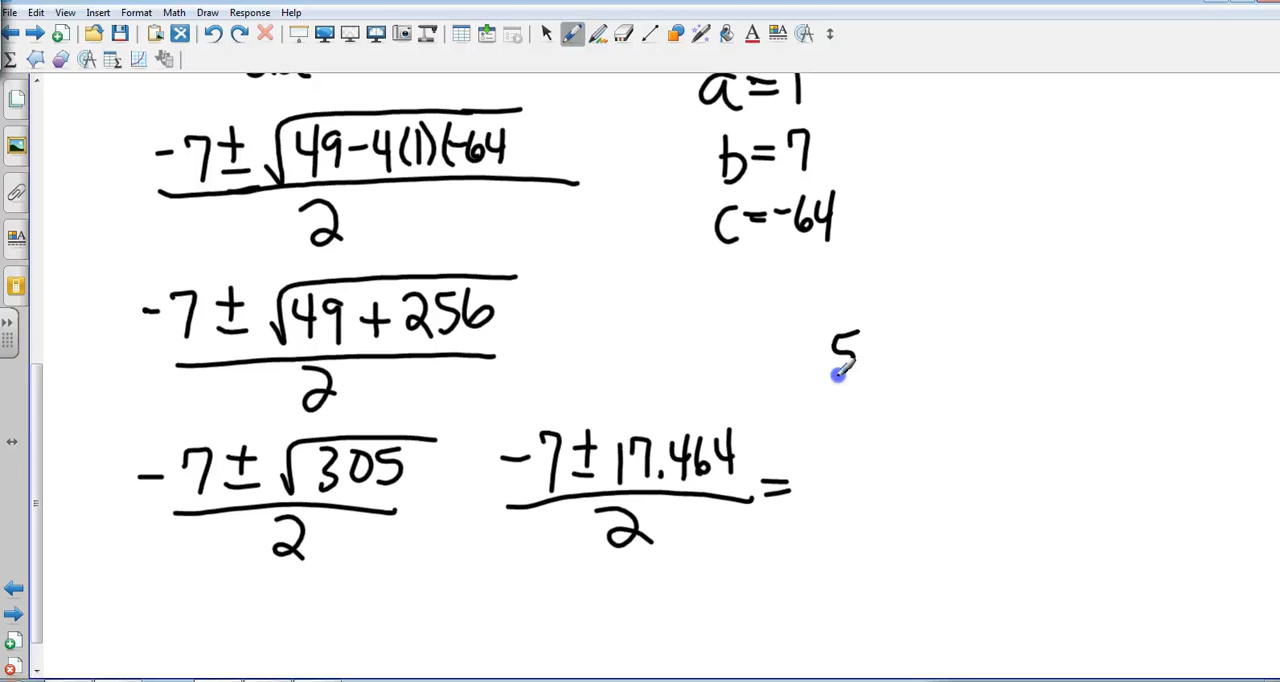 File Edit View Insert Format Math Draw Response Help
a = 1
-7 ± √49-4(1)(-64
2
b = 7
c = -64
-7 ± √49 + 256
2
5
-7 ± √305
2
-7 ± 17.464
2
=